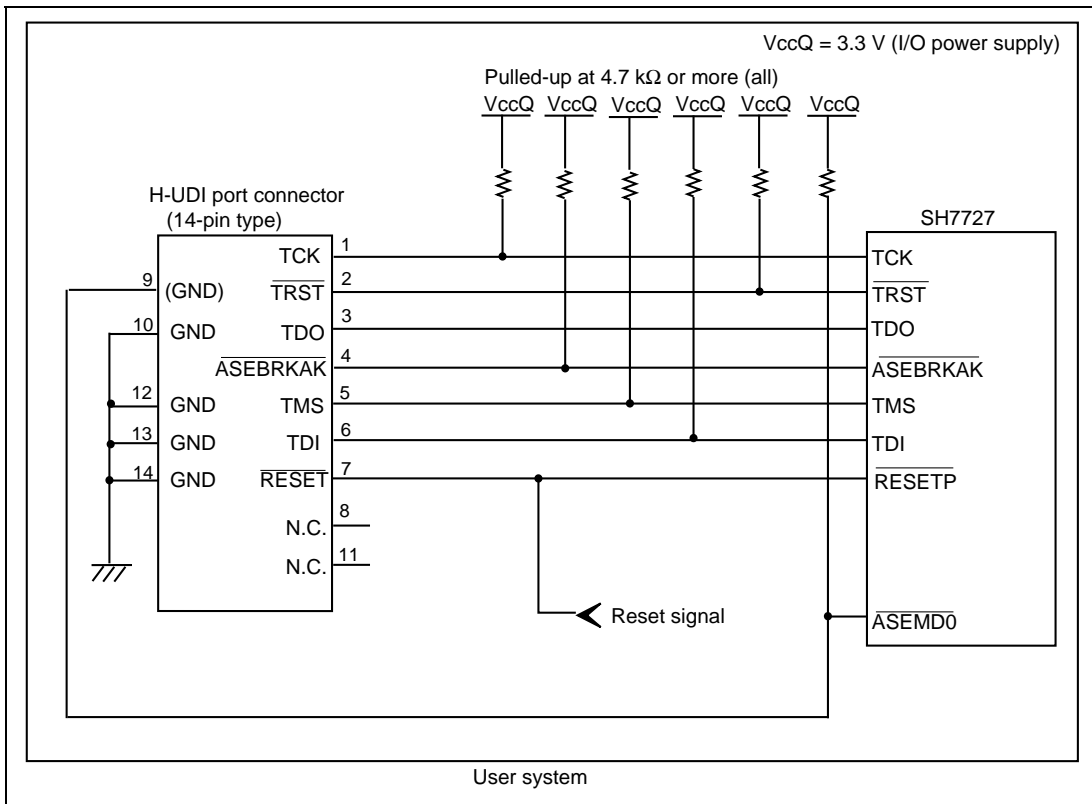 VccQ = 3.3 V (I/O power supply)
Pulled-up at 4.7 kΩ or more (all)
VccQ VccQ VccQ VccQ VccQ VccQ
H-UDI port connector
(14-pin type)
SH7727
TCK 1 TCK
9 (GND) TRST 2 TRST
10 GND TDO 3 TDO
ASEBRKAK 4 ASEBRKAK
12 GND TMS 5 TMS
13 GND TDI 6 TDI
14 GND RESET 7 RESETP
N.C. 8
N.C. 11
Reset signal
ASEMD0
User system